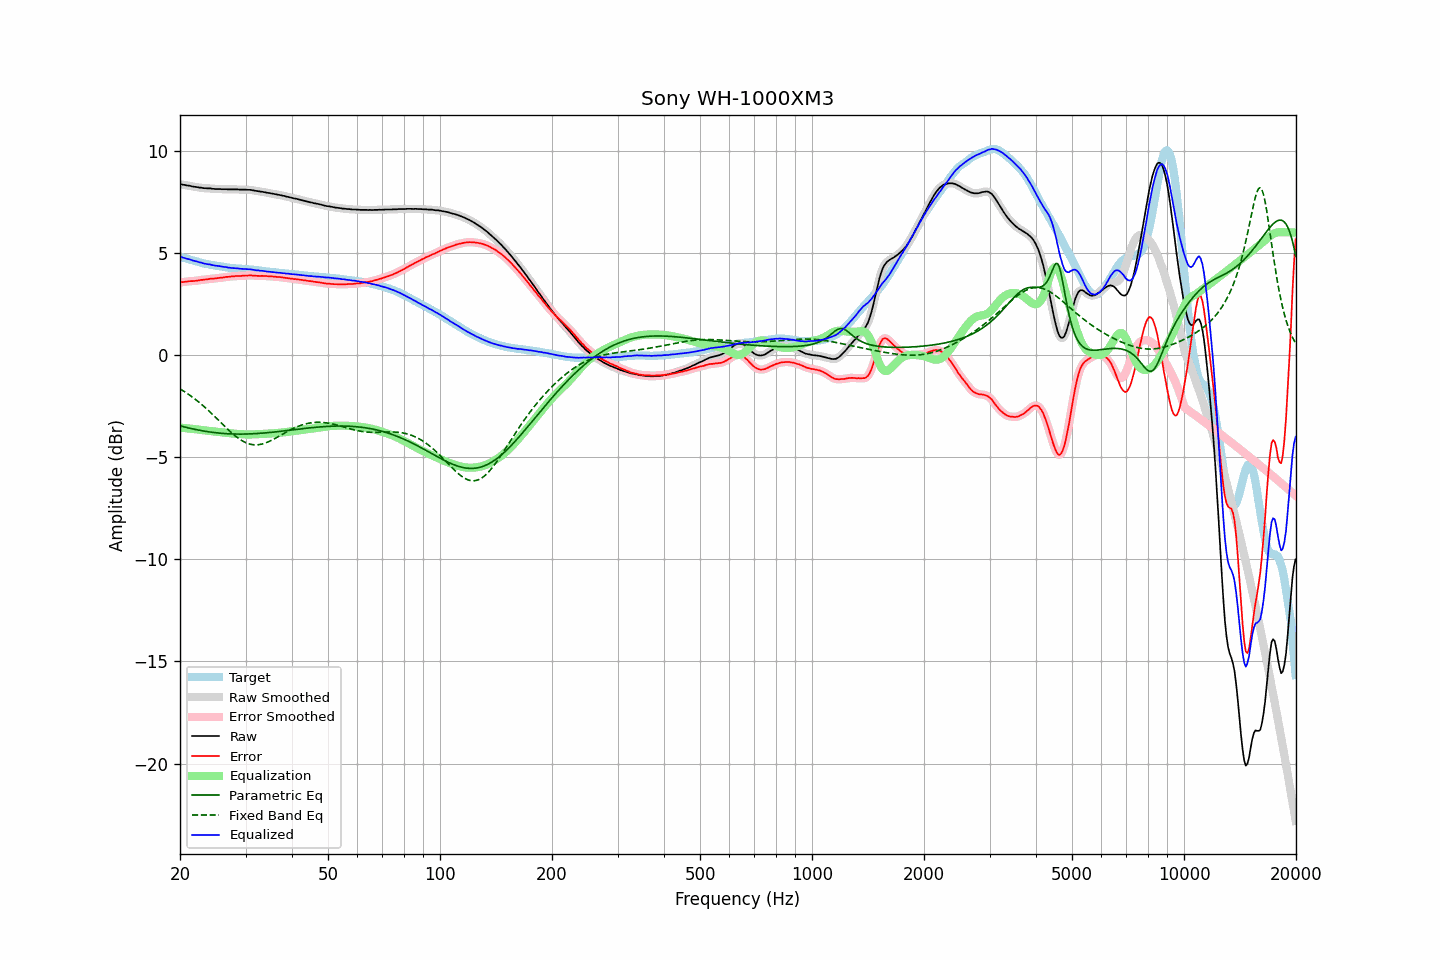 Sony WH-1000XM3
Amplitude (dBr)
10
5
0
−5
−10
−15
−20
Target
Raw Smoothed
Error Smoothed
Raw
Error
Equalization
Parametric Eq
Fixed Band Eq
Equalized
20 50 100 200 500 1000 2000 5000 10000 20000
Frequency (Hz)